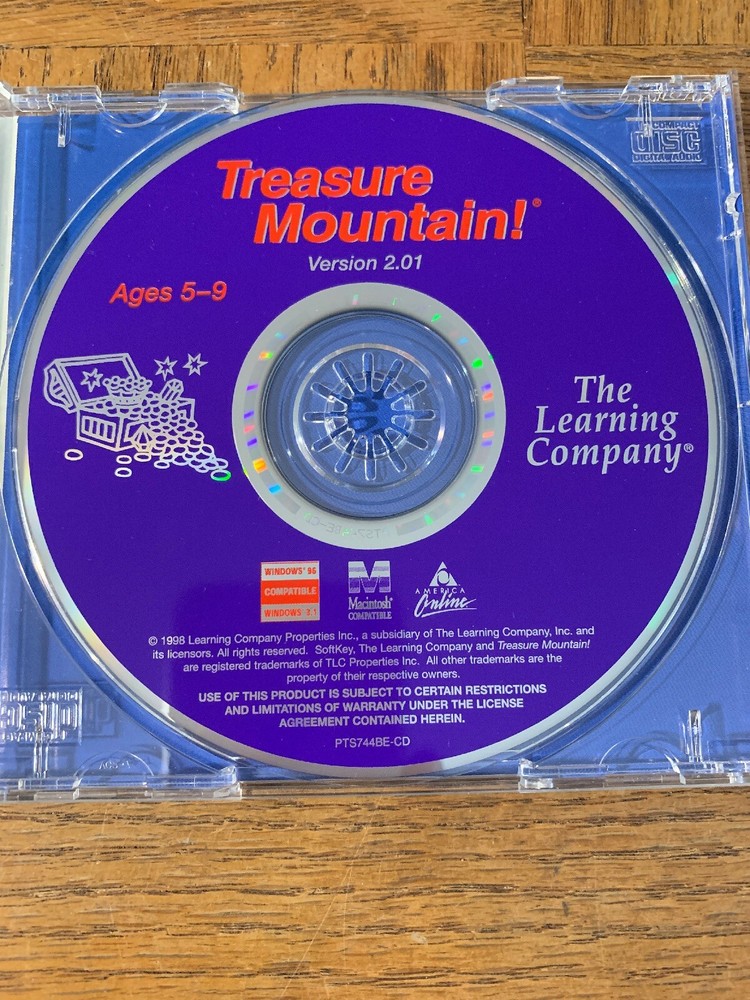 COMPACT
disc
DIGITAL AUDIO
Treasure
Mountain!®
Version 2.01
Ages 5–9
The
Learning
Company®
WINDOWS® 95
COMPATIBLE
WINDOWS 3.1
Macintosh®
COMPATIBLE
AMERICA
Online
© 1998 Learning Company Properties Inc., a subsidiary of The Learning Company, Inc. and
its licensors. All rights reserved. SoftKey, The Learning Company and Treasure Mountain!
are registered trademarks of TLC Properties Inc. All other trademarks are the
property of their respective owners.
USE OF THIS PRODUCT IS SUBJECT TO CERTAIN RESTRICTIONS
AND LIMITATIONS OF WARRANTY UNDER THE LICENSE
AGREEMENT CONTAINED HEREIN.
PTS744BE-CD